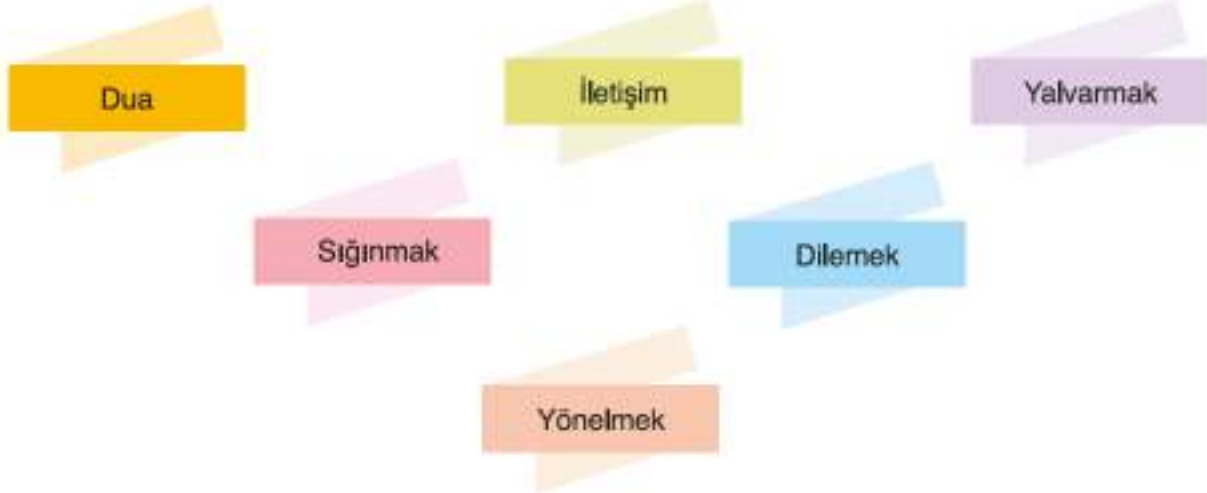 Dua
İletişim
Yalvarmak
Sığınmak
Dilemek
Yönelmek